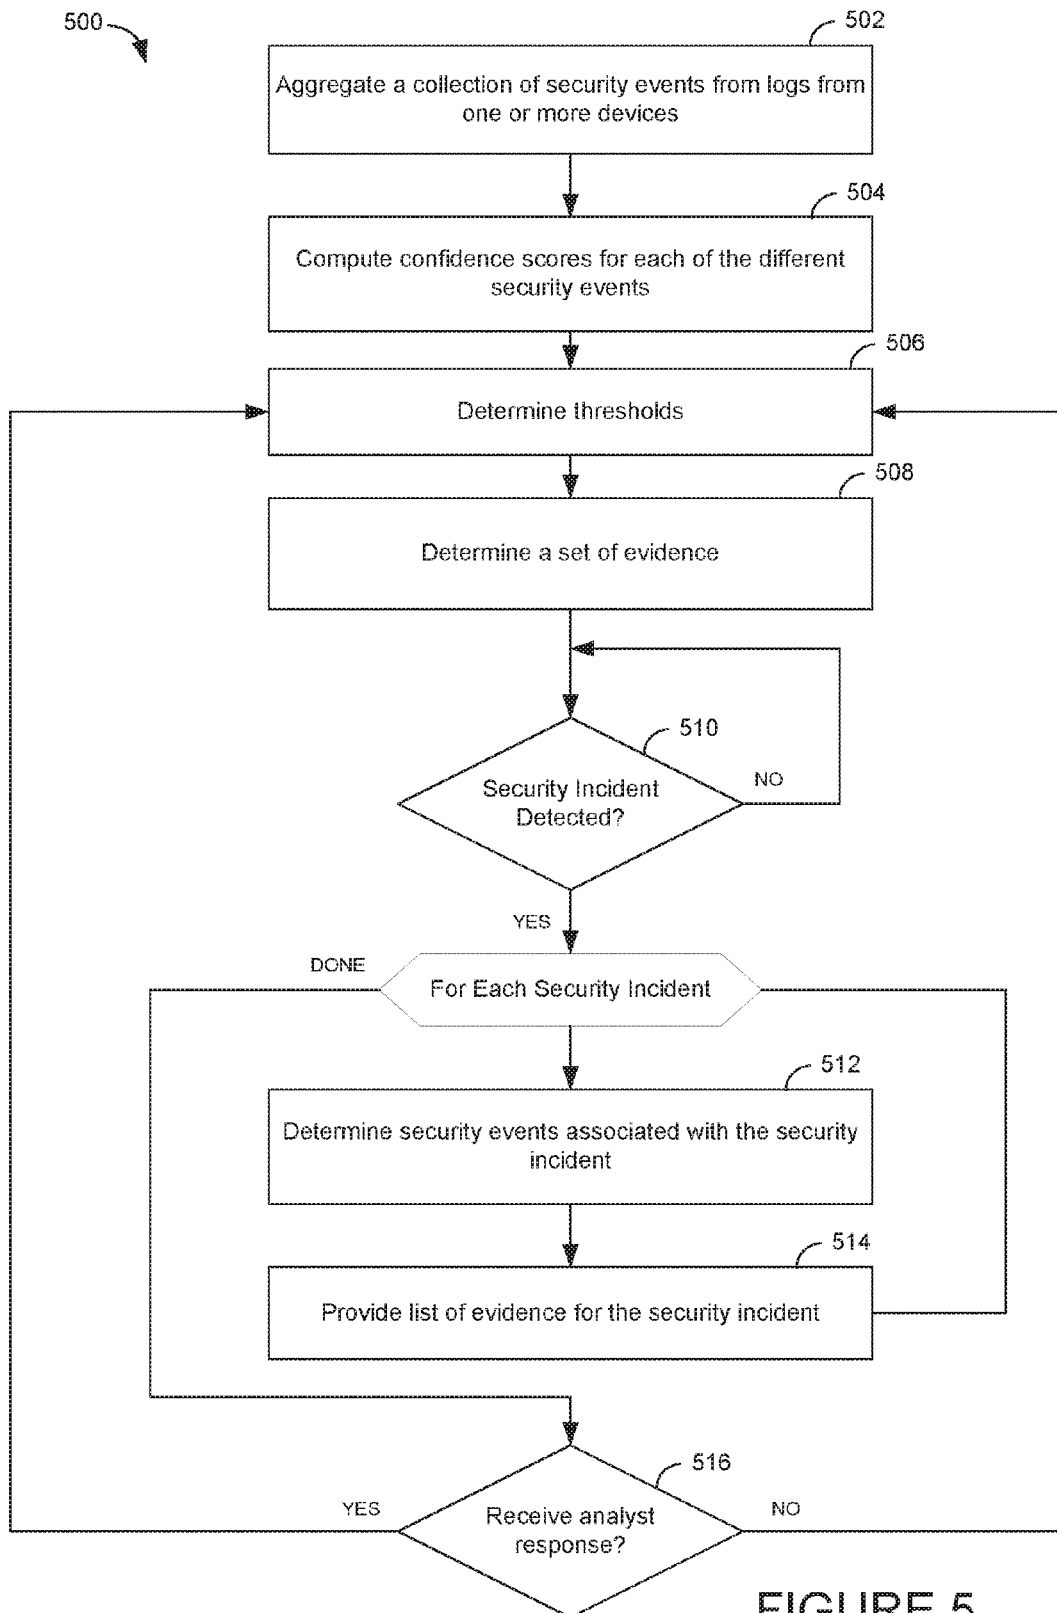 500
502
Aggregate a collection of security events from logs from
one or more devices
504
Compute confidence scores for each of the different
security events
506
Determine thresholds
508
Determine a set of evidence
510
Security Incident
Detected?
NO
YES
DONE
For Each Security Incident
512
Determine security events associated with the security
incident
514
Provide list of evidence for the security incident
516
YES
Receive analyst
response?
NO
FIGURE 5